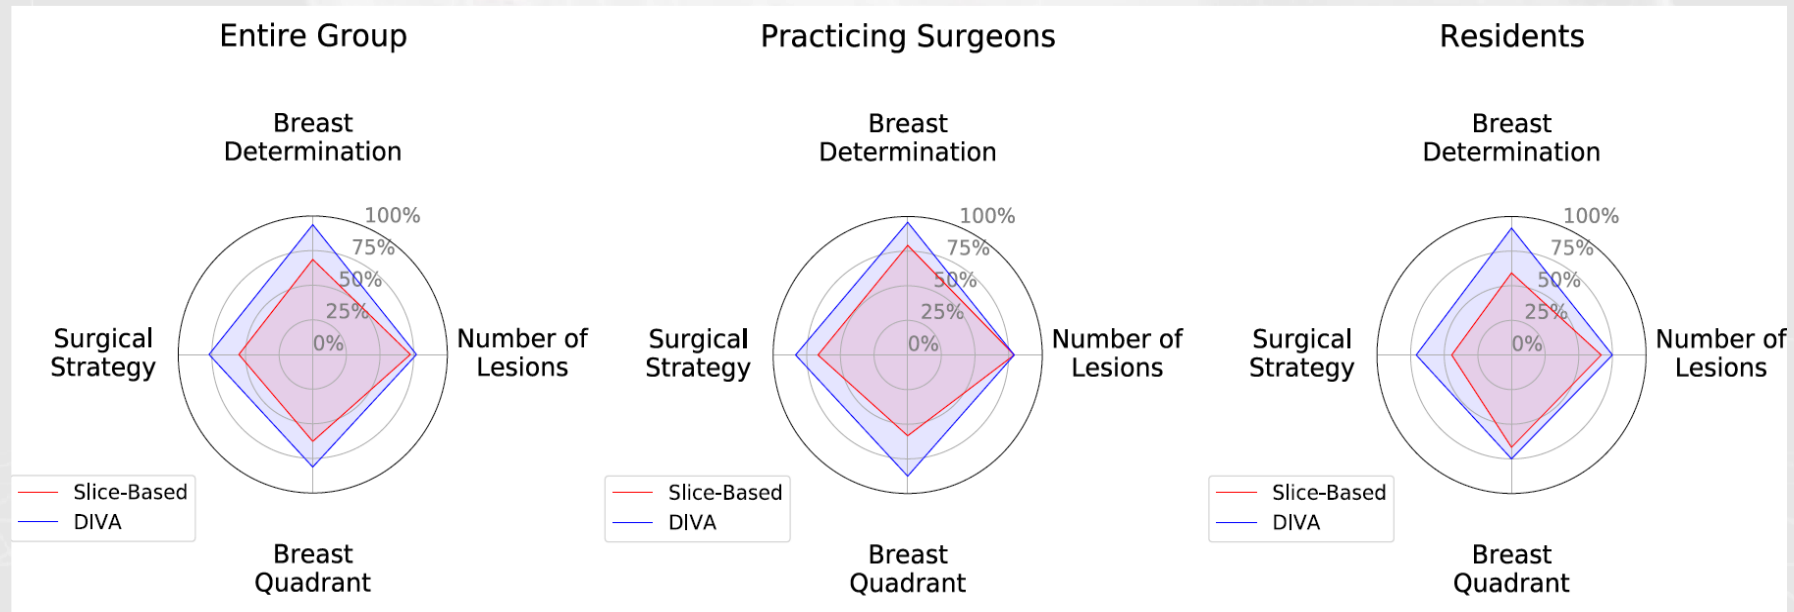 Entire Group
Breast
Determination
100%
75%
50%
25%
0%
Surgical
Strategy
Number of
Lesions
Slice-Based
DIVA
Breast
Quadrant
Practicing Surgeons
Breast
Determination
100%
75%
50%
25%
0%
Surgical
Strategy
Number of
Lesions
Slice-Based
DIVA
Breast
Quadrant
Residents
Breast
Determination
100%
75%
50%
25%
0%
Surgical
Strategy
Number of
Lesions
Slice-Based
DIVA
Breast
Quadrant